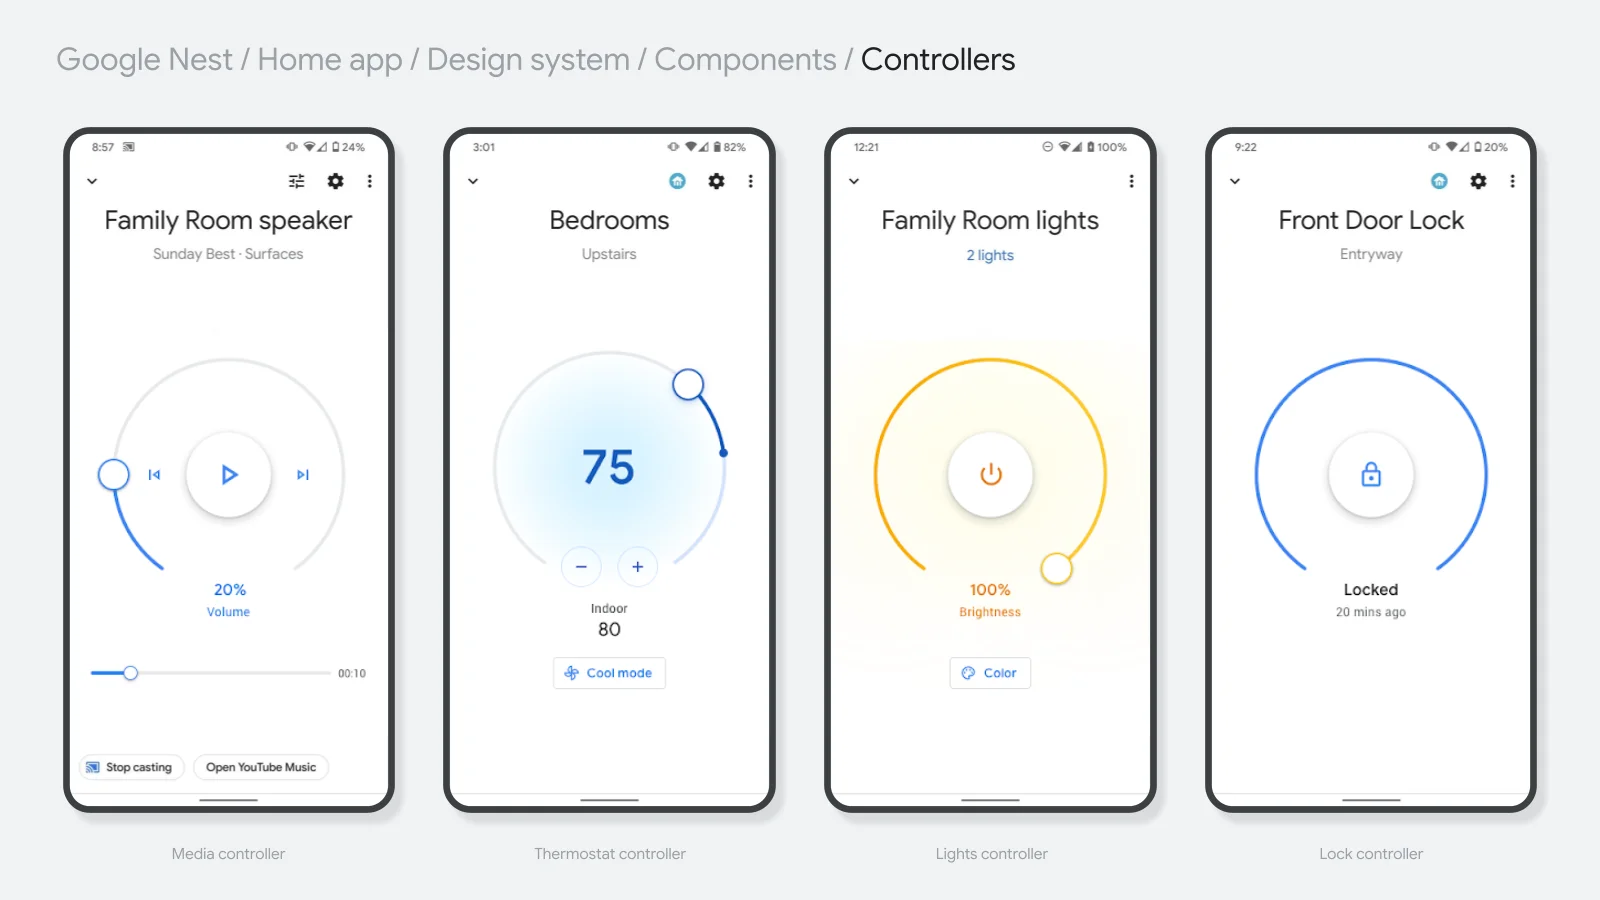 Google Nest / Home app / Design system / Components / Controllers
8:57
24%
Family Room speaker
Sunday Best · Surfaces
20%
Volume
00:10
Stop casting
Open YouTube Music
Media controller
3:01
82%
Bedrooms
Upstairs
75
Indoor
80
Cool mode
Thermostat controller
12:21
100%
Family Room lights
2 lights
100%
Brightness
Color
Lights controller
9:22
20%
Front Door Lock
Entryway
Locked
20 mins ago
Lock controller